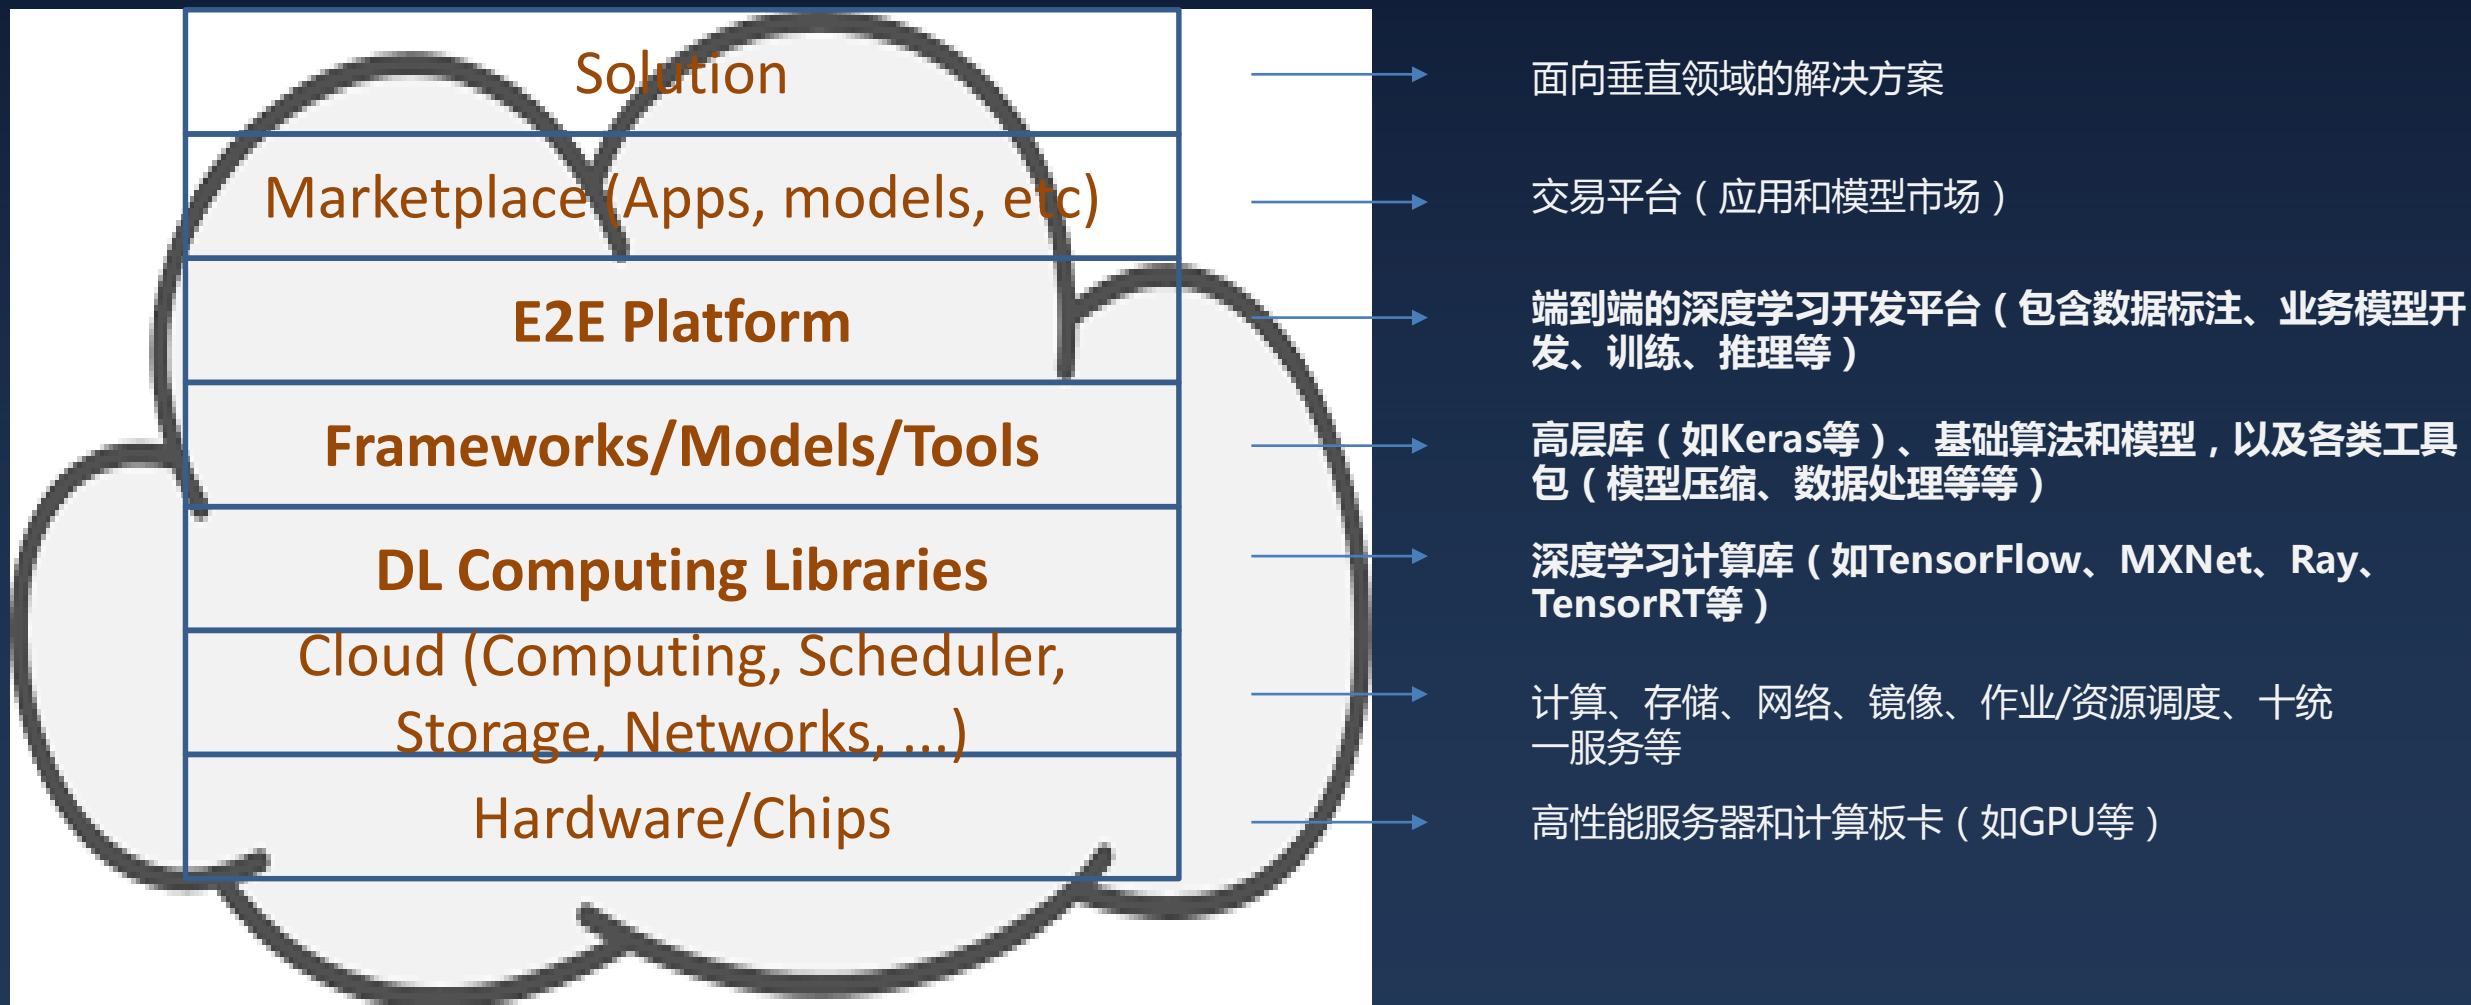 Solution
面向垂直领域的解决方案
Marketplace (Apps, models, etc)
交易平台（应用和模型市场）
E2E Platform
端到端的深度学习开发平台（包含数据标注、业务模型开
发、训练、推理等）
Frameworks/Models/Tools
高层库（如Keras等）、基础算法和模型，以及各类工具
包（模型压缩、数据处理等等）
DL Computing Libraries
深度学习计算库（如TensorFlow、MXNet、Ray、
TensorRT等）
Cloud (Computing, Scheduler,
Storage, Networks, ...)
计算、存储、网络、镜像、作业/资源调度、十统
一服务等
Hardware/Chips
高性能服务器和计算板卡（如GPU等）